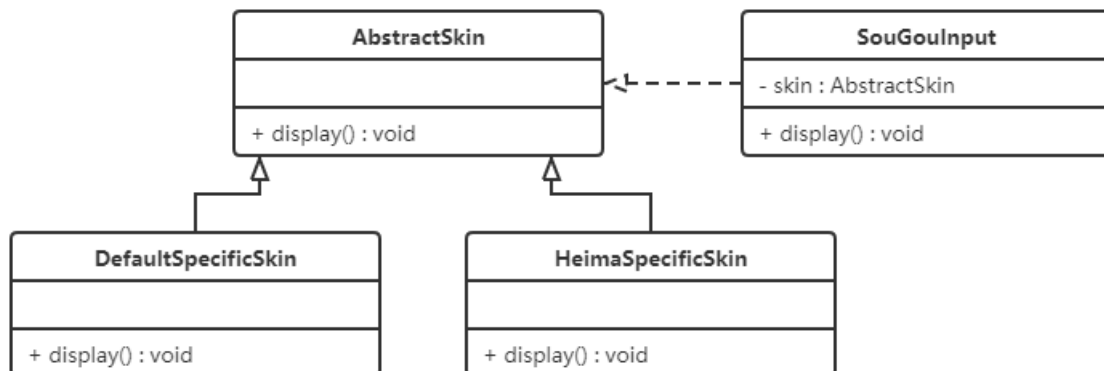 AbstractSkin
+ display() : void
SouGouInput
- skin : AbstractSkin
+ display() : void
DefaultSpecificSkin
+ display() : void
HeimaSpecificSkin
+ display() : void